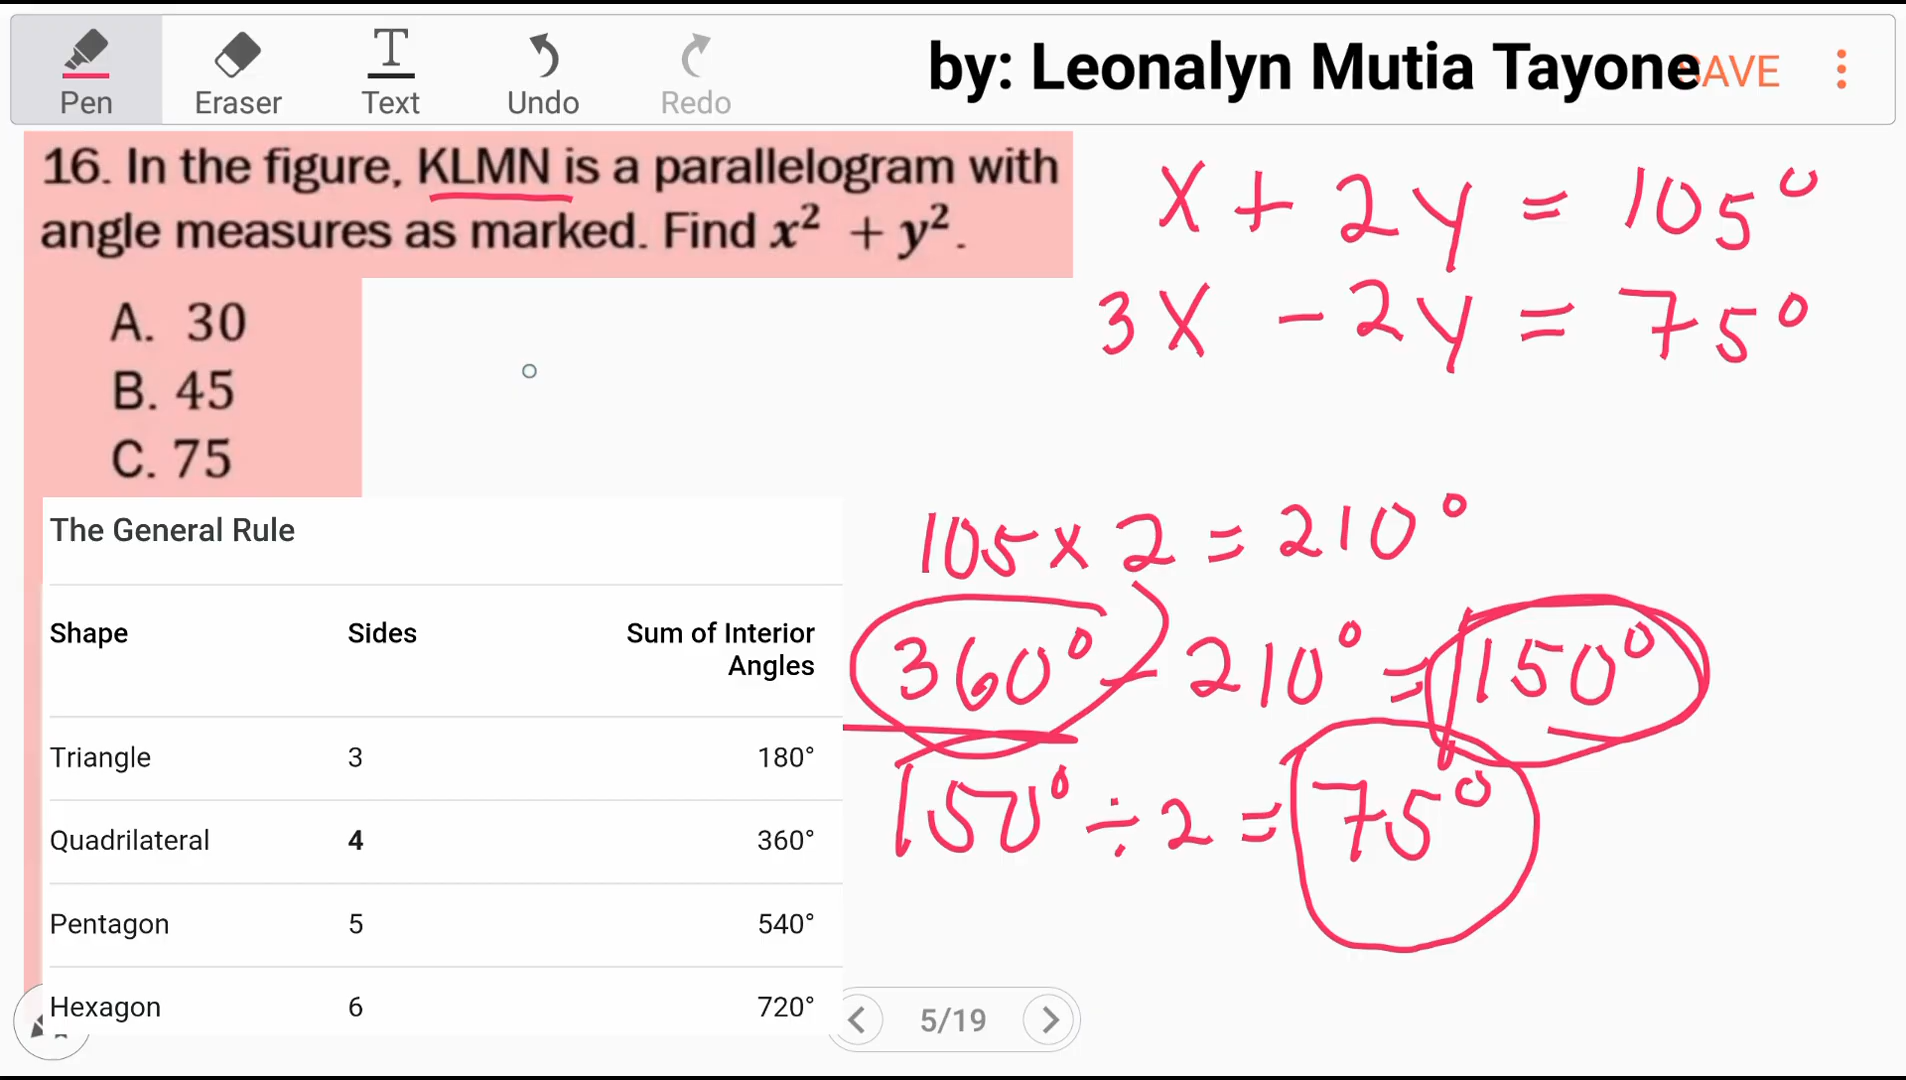 Pen Eraser Text Undo Redo by: Leonalyn Mutia Tayone AVE
16. In the figure, KLMN is a parallelogram with
angle measures as marked. Find x² + y².
A. 30
B. 45
C. 75
x + 2y = 105°
3x - 2y = 75°
The General Rule
Shape Sides Sum of Interior
Angles
Triangle 3 180°
Quadrilateral 4 360°
Pentagon 5 540°
Hexagon 6 720°
105 x 2 = 210°
360° - 210° = 150°
150° ÷ 2 = 75°
5/19